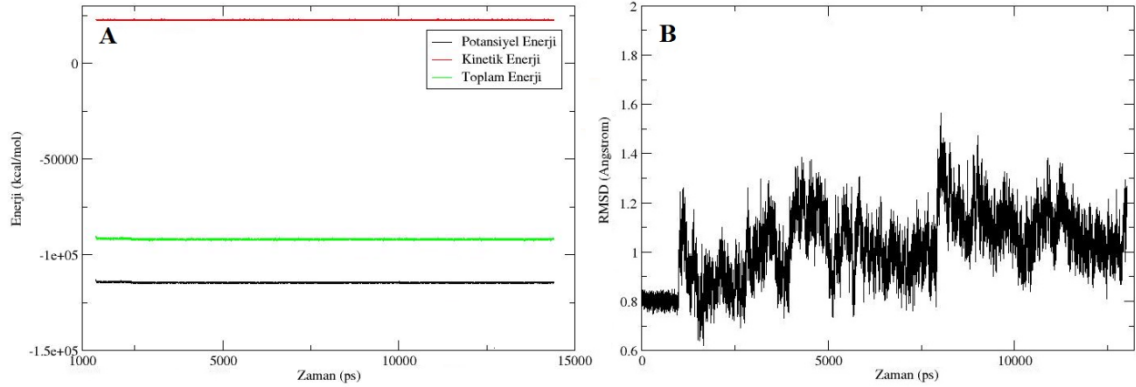 A
Potansiyel Enerji
Kinetik Enerji
Toplam Enerji
0
-50000
-1e+05
-1.5e+05
Enerji (kcal/mol)
1000
5000
10000
15000
Zaman (ps)
B
2
1.8
1.6
1.4
1.2
1
0.8
0.6
RMSD (Angstrom)
0
5000
10000
Zaman (ps)